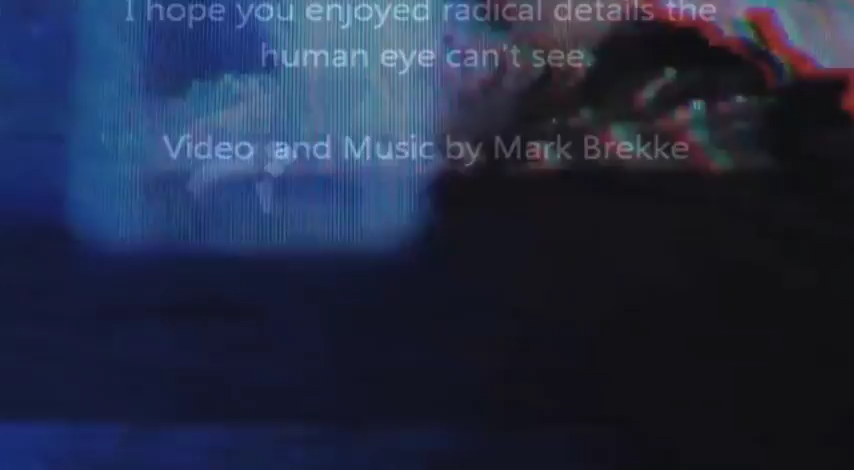 I hope you enjoyed radical details the
human eye can't see.
Video and Music by Mark Brekke